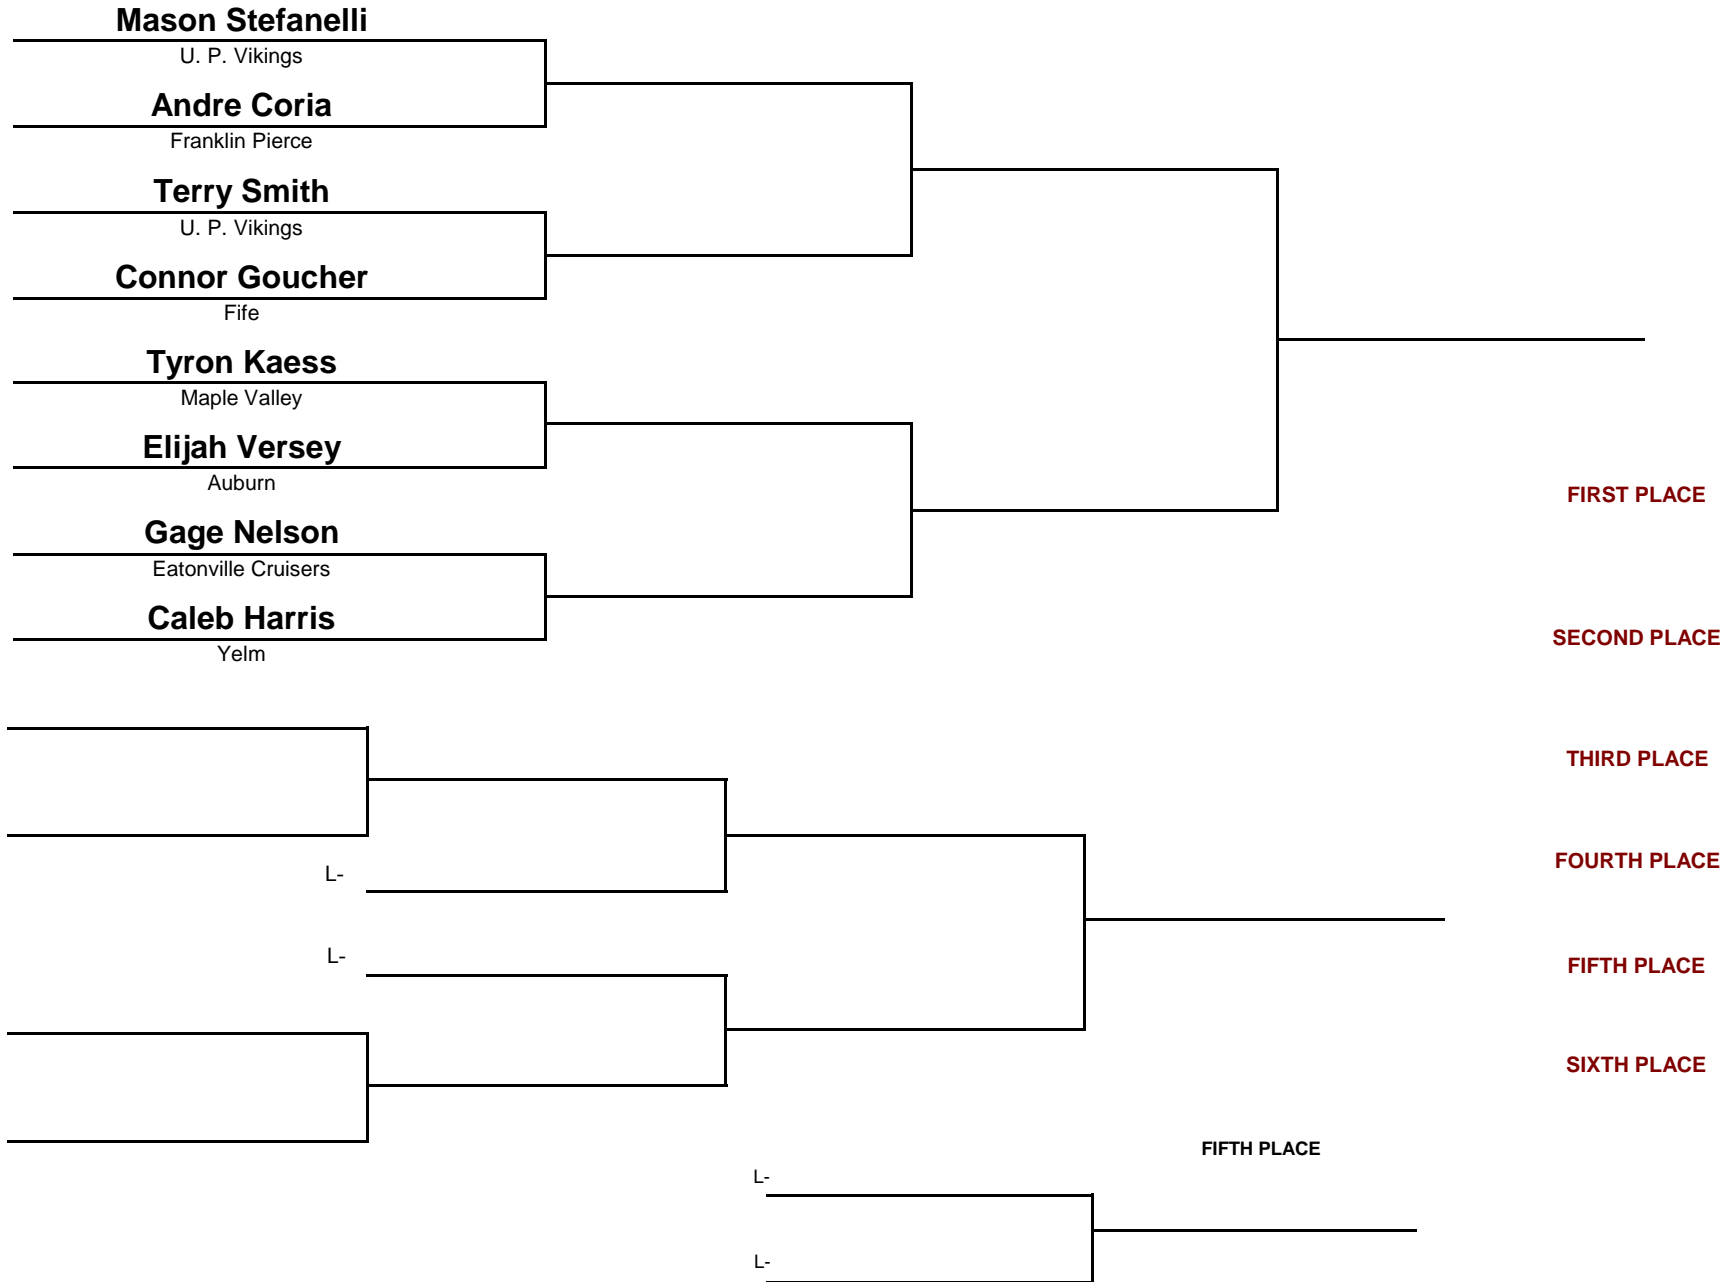 Mason Stefanelli
U. P. Vikings
Andre Coria
Franklin Pierce
Terry Smith
U. P. Vikings
Connor Goucher
Fife
Tyron Kaess
Maple Valley
Elijah Versey
Auburn
FIRST PLACE
Gage Nelson
Eatonville Cruisers
Caleb Harris
SECOND PLACE
Yelm
THIRD PLACE
FOURTH PLACE
L-
L-
FIFTH PLACE
SIXTH PLACE
FIFTH PLACE
L-
L-